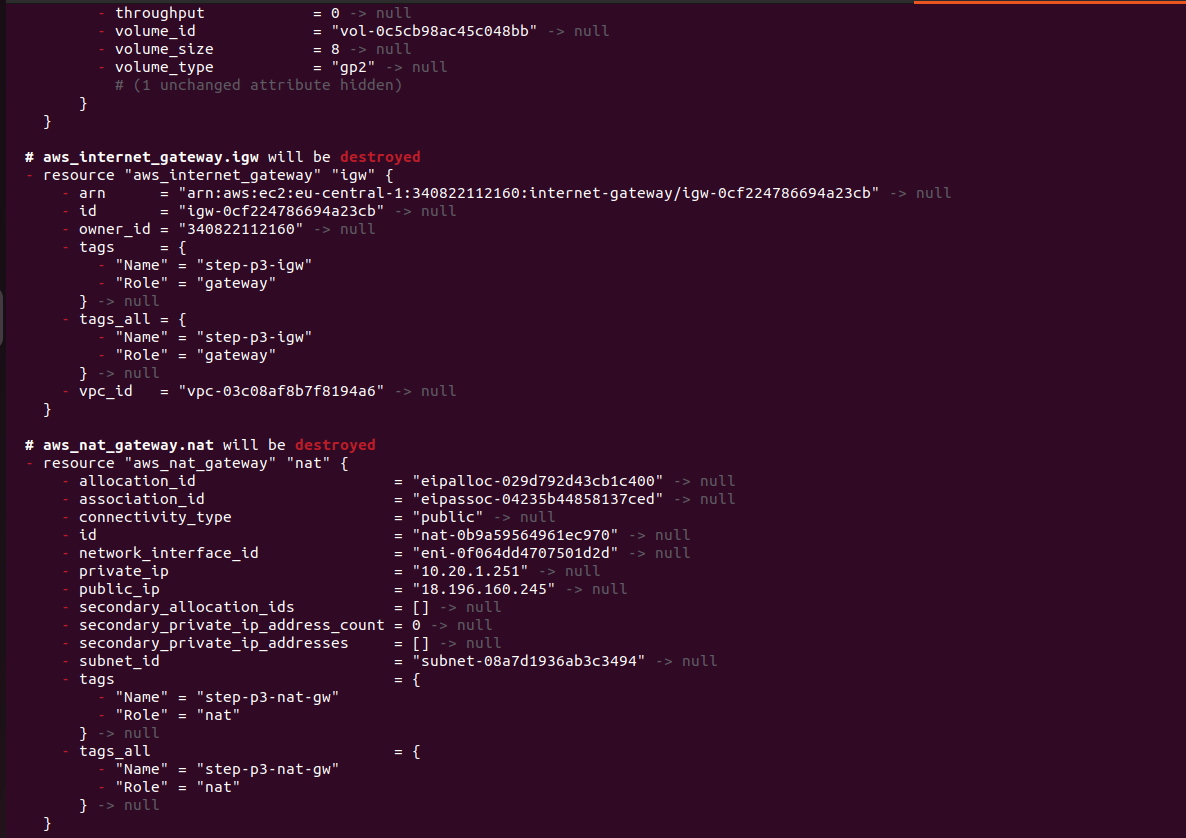 - throughput = 0 -> null
- volume_id = "vol-0c5cb98ac45c048bb" -> null
- volume_size = 8 -> null
- volume_type = "gp2" -> null
# (1 unchanged attribute hidden)
}
}
# aws_internet_gateway.igw will be destroyed
- resource "aws_internet_gateway" "igw" {
- arn = "arn:aws:ec2:eu-central-1:340822112160:internet-gateway/igw-0cf224786694a23cb" -> null
- id = "igw-0cf224786694a23cb" -> null
- owner_id = "340822112160" -> null
- tags = {
- "Name" = "step-p3-igw"
- "Role" = "gateway"
} -> null
- tags_all = {
- "Name" = "step-p3-igw"
- "Role" = "gateway"
} -> null
- vpc_id = "vpc-03c08af8b7f8194a6" -> null
}
# aws_nat_gateway.nat will be destroyed
- resource "aws_nat_gateway" "nat" {
- allocation_id = "eipalloc-029d792d43cb1c400" -> null
- association_id = "eipassoc-04235b44858137ced" -> null
- connectivity_type = "public" -> null
- id = "nat-0b9a59564961ec970" -> null
- network_interface_id = "eni-0f064dd4707501d2d" -> null
- private_ip = "10.20.1.251" -> null
- public_ip = "18.196.160.245" -> null
- secondary_allocation_ids = [] -> null
- secondary_private_ip_address_count = 0 -> null
- secondary_private_ip_addresses = [] -> null
- subnet_id = "subnet-08a7d1936ab3c3494" -> null
- tags = {
- "Name" = "step-p3-nat-gw"
- "Role" = "nat"
} -> null
- tags_all = {
- "Name" = "step-p3-nat-gw"
- "Role" = "nat"
} -> null
}